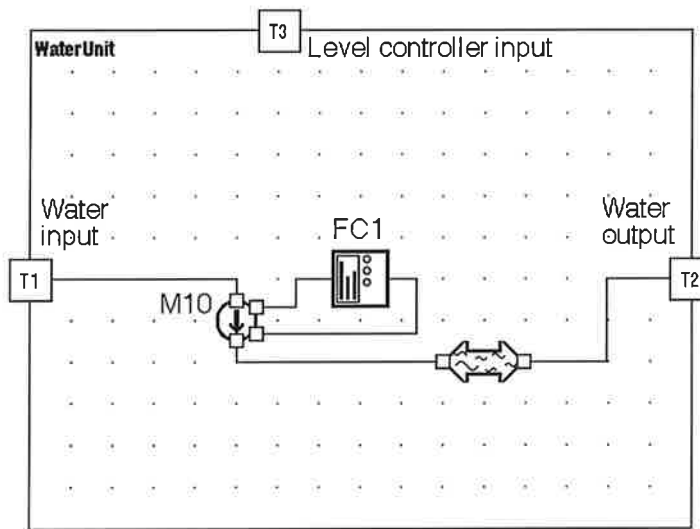 T3
WaterUnit
Level controller input
Water
input
Water
output
FC1
T1
T2
M10